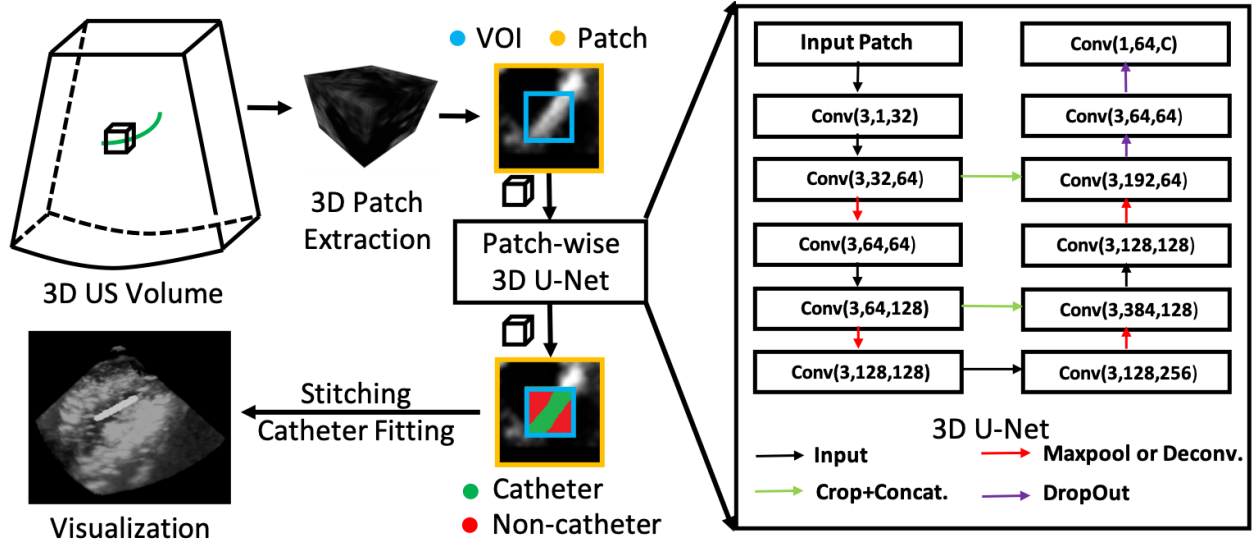 VOI
Patch
3D US Volume
3D Patch
Extraction
Patch-wise
3D U-Net
Stitching
Catheter Fitting
Catheter
Non-catheter
Visualization
Input Patch
Conv(3,1,32)
Conv(3,32,64)
Conv(3,64,64)
Conv(3,64,128)
Conv(3,128,128)
Conv(1,64,C)
Conv(3,64,64)
Conv(3,192,64)
Conv(3,128,128)
Conv(3,384,128)
Conv(3,128,256)
3D U-Net
Input
Maxpool or Deconv.
Crop+Concat.
DropOut